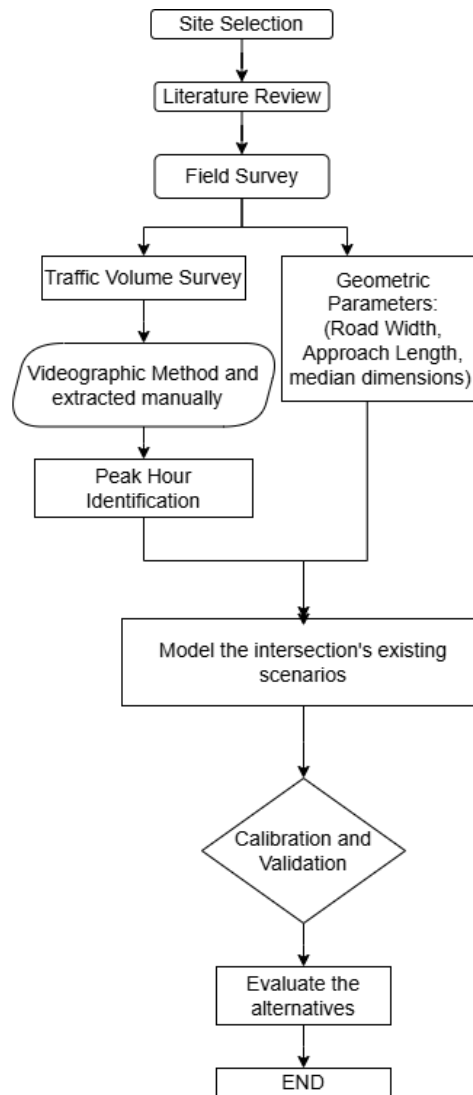 Site Selection
Literature Review
Field Survey
Traffic Volume Survey
Geometric
Parameters:
(Road Width,
Approach Length,
median dimensions)
Videographic Method and
extracted manually
Peak Hour
Identification
Model the intersection's existing
scenarios
Calibration and
Validation
Evaluate the
alternatives
END